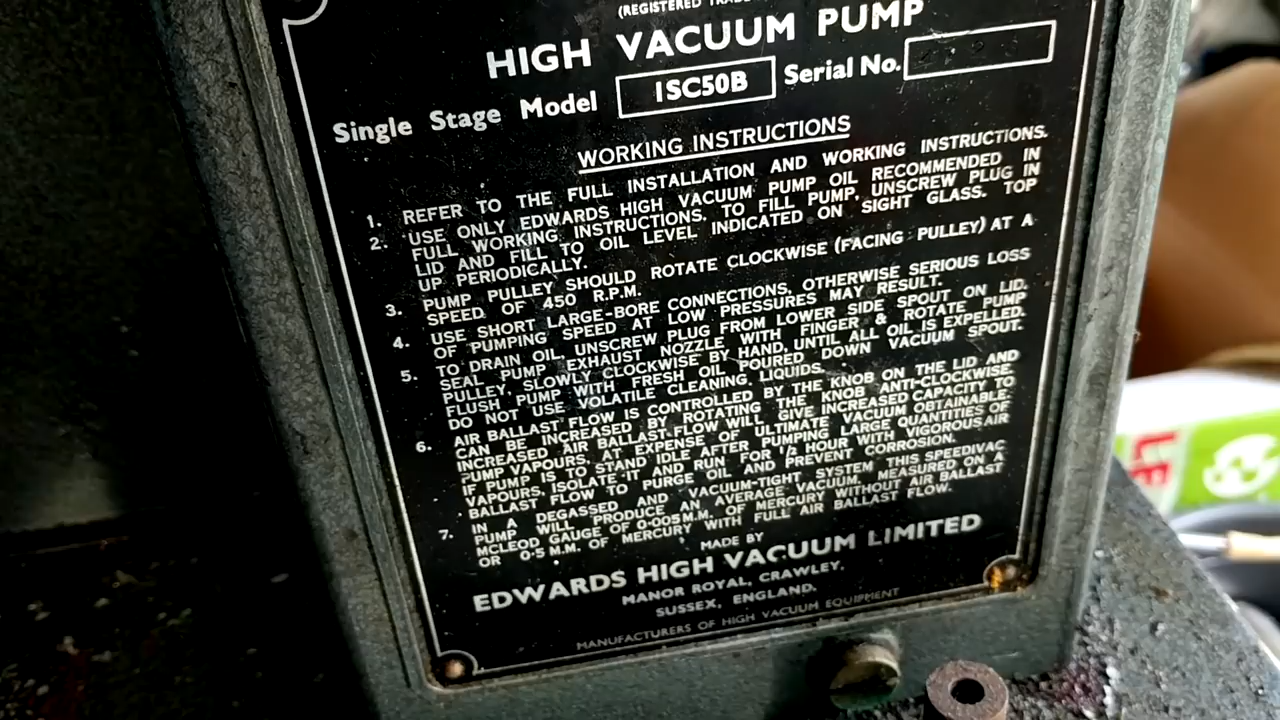 (REGISTERED TRADE
HIGH VACUUM PUMP
Single Stage Model ISC50B Serial No.
WORKING INSTRUCTIONS
1. REFER TO THE FULL INSTALLATION AND WORKING INSTRUCTIONS.
2. USE ONLY EDWARDS HIGH VACUUM PUMP OIL RECOMMENDED IN
FULL WORKING INSTRUCTIONS. TO FILL PUMP, UNSCREW PLUG IN
LID AND FILL TO OIL LEVEL INDICATED ON SIGHT GLASS. TOP
UP PERIODICALLY.
3. PUMP PULLEY SHOULD ROTATE CLOCKWISE (FACING PULLEY) AT A
SPEED OF 450 R.P.M.
4. USE SHORT LARGE-BORE CONNECTIONS, OTHERWISE SERIOUS LOSS
OF PUMPING SPEED AT LOW PRESSURES MAY RESULT.
5. TO DRAIN OIL, UNSCREW PLUG FROM LOWER SIDE SPOUT ON LID.
SEAL PUMP EXHAUST NOZZLE WITH FINGER & ROTATE PUMP
PULLEY, SLOWLY CLOCKWISE BY HAND, UNTIL ALL OIL IS EXPELLED.
FLUSH PUMP WITH FRESH OIL POURED DOWN VACUUM SPOUT.
DO NOT USE VOLATILE CLEANING LIQUIDS.
6. AIR BALLAST FLOW IS CONTROLLED BY THE KNOB ON THE LID AND
CAN BE INCREASED BY ROTATING THE KNOB ANTI-CLOCKWISE.
INCREASED AIR BALLAST FLOW WILL GIVE INCREASED CAPACITY TO
PUMP VAPOURS, AT EXPENSE OF ULTIMATE VACUUM OBTAINABLE.
IF PUMP IS TO STAND IDLE AFTER PUMPING LARGE QUANTITIES OF
VAPOURS, ISOLATE IT AND RUN FOR 1/2 HOUR WITH VIGOROUS AIR
BALLAST FLOW TO PURGE OIL AND PREVENT CORROSION.
7. IN A DEGASSED AND VACUUM-TIGHT SYSTEM THIS SPEEDIVAC
PUMP WILL PRODUCE AN AVERAGE VACUUM, MEASURED ON A
MCLEOD GAUGE OF 0·005 M.M. OF MERCURY WITHOUT AIR BALLAST
OR 0·5 M.M. OF MERCURY WITH FULL AIR BALLAST FLOW.
MADE BY
EDWARDS HIGH VACUUM LIMITED
MANOR ROYAL, CRAWLEY,
SUSSEX, ENGLAND.
MANUFACTURERS OF HIGH VACUUM EQUIPMENT
LE